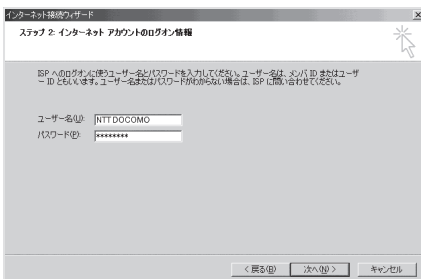 インターネット接続ウィザード
ステップ 2: インターネット アカウントのログオン情報
ISP へのログオンに使うユーザー名とパスワードを入力してください。ユーザー名は、メンバ ID またはユーザ
ー ID ともいいます。ユーザー名またはパスワードがわからない場合は、ISP に問い合わせてください。
ユーザー名(U): NTT DOCOMO
パスワード(P): ********
< 戻る(B) 次へ(N) > キャンセル